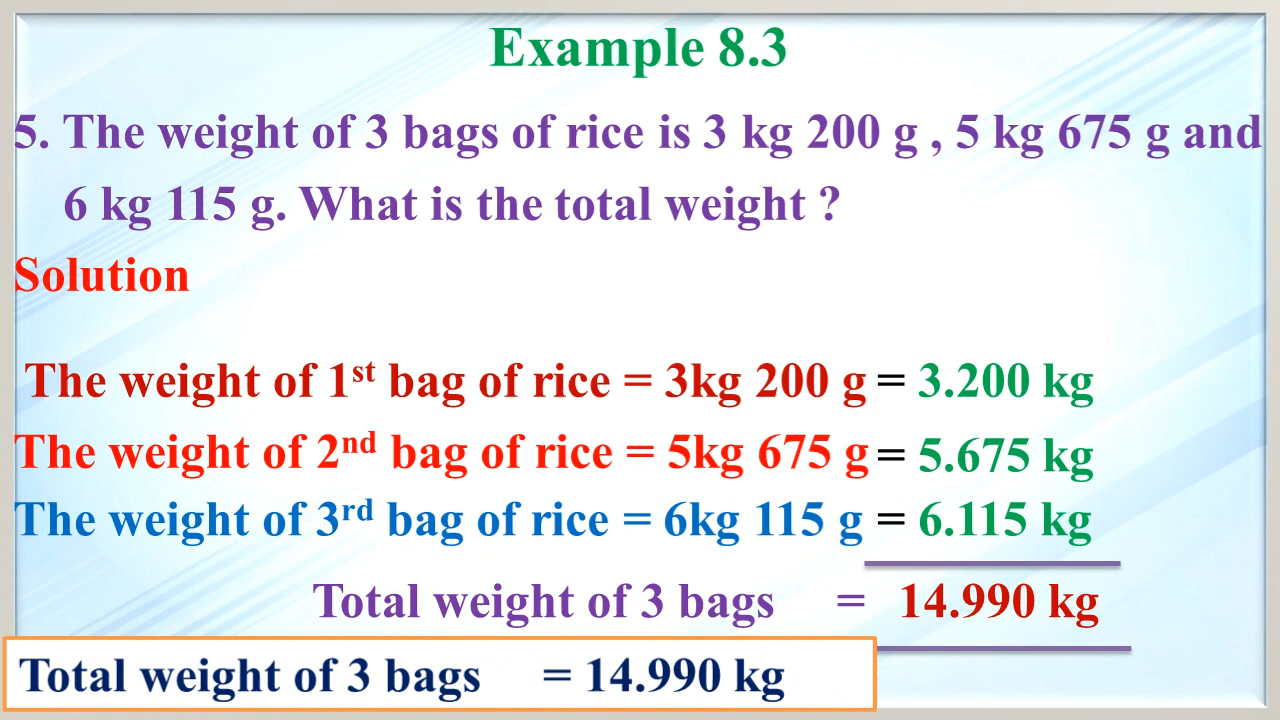 Example 8.3
5. The weight of 3 bags of rice is 3 kg 200 g , 5 kg 675 g and
6 kg 115 g. What is the total weight ?
Solution
The weight of 1st bag of rice = 3kg 200 g = 3.200 kg
The weight of 2nd bag of rice = 5kg 675 g = 5.675 kg
The weight of 3rd bag of rice = 6kg 115 g = 6.115 kg
Total weight of 3 bags = 14.990 kg
Total weight of 3 bags = 14.990 kg